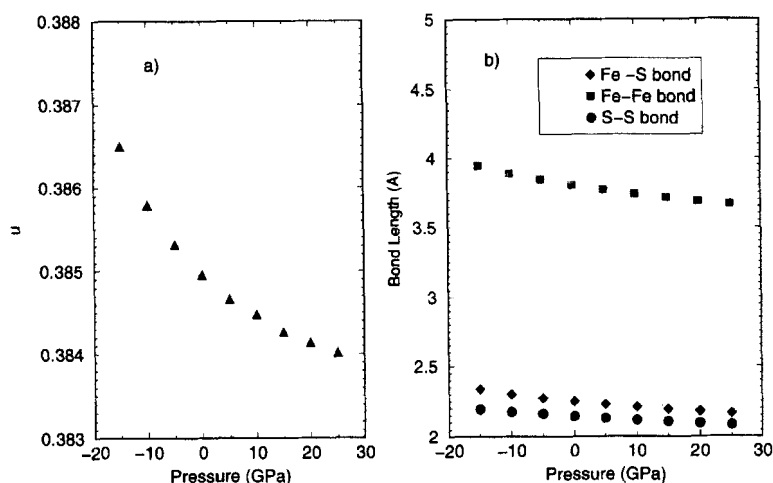 a)
0.388
0.387
0.386
0.385
0.384
0.383
u
−20 −10 0 10 20 30
Pressure (GPa)
b)
Fe −S bond
Fe−Fe bond
S−S bond
5
4.5
4
3.5
3
2.5
2
Bond Length (A)
−20 −10 0 10 20 30
Pressure (GPa)